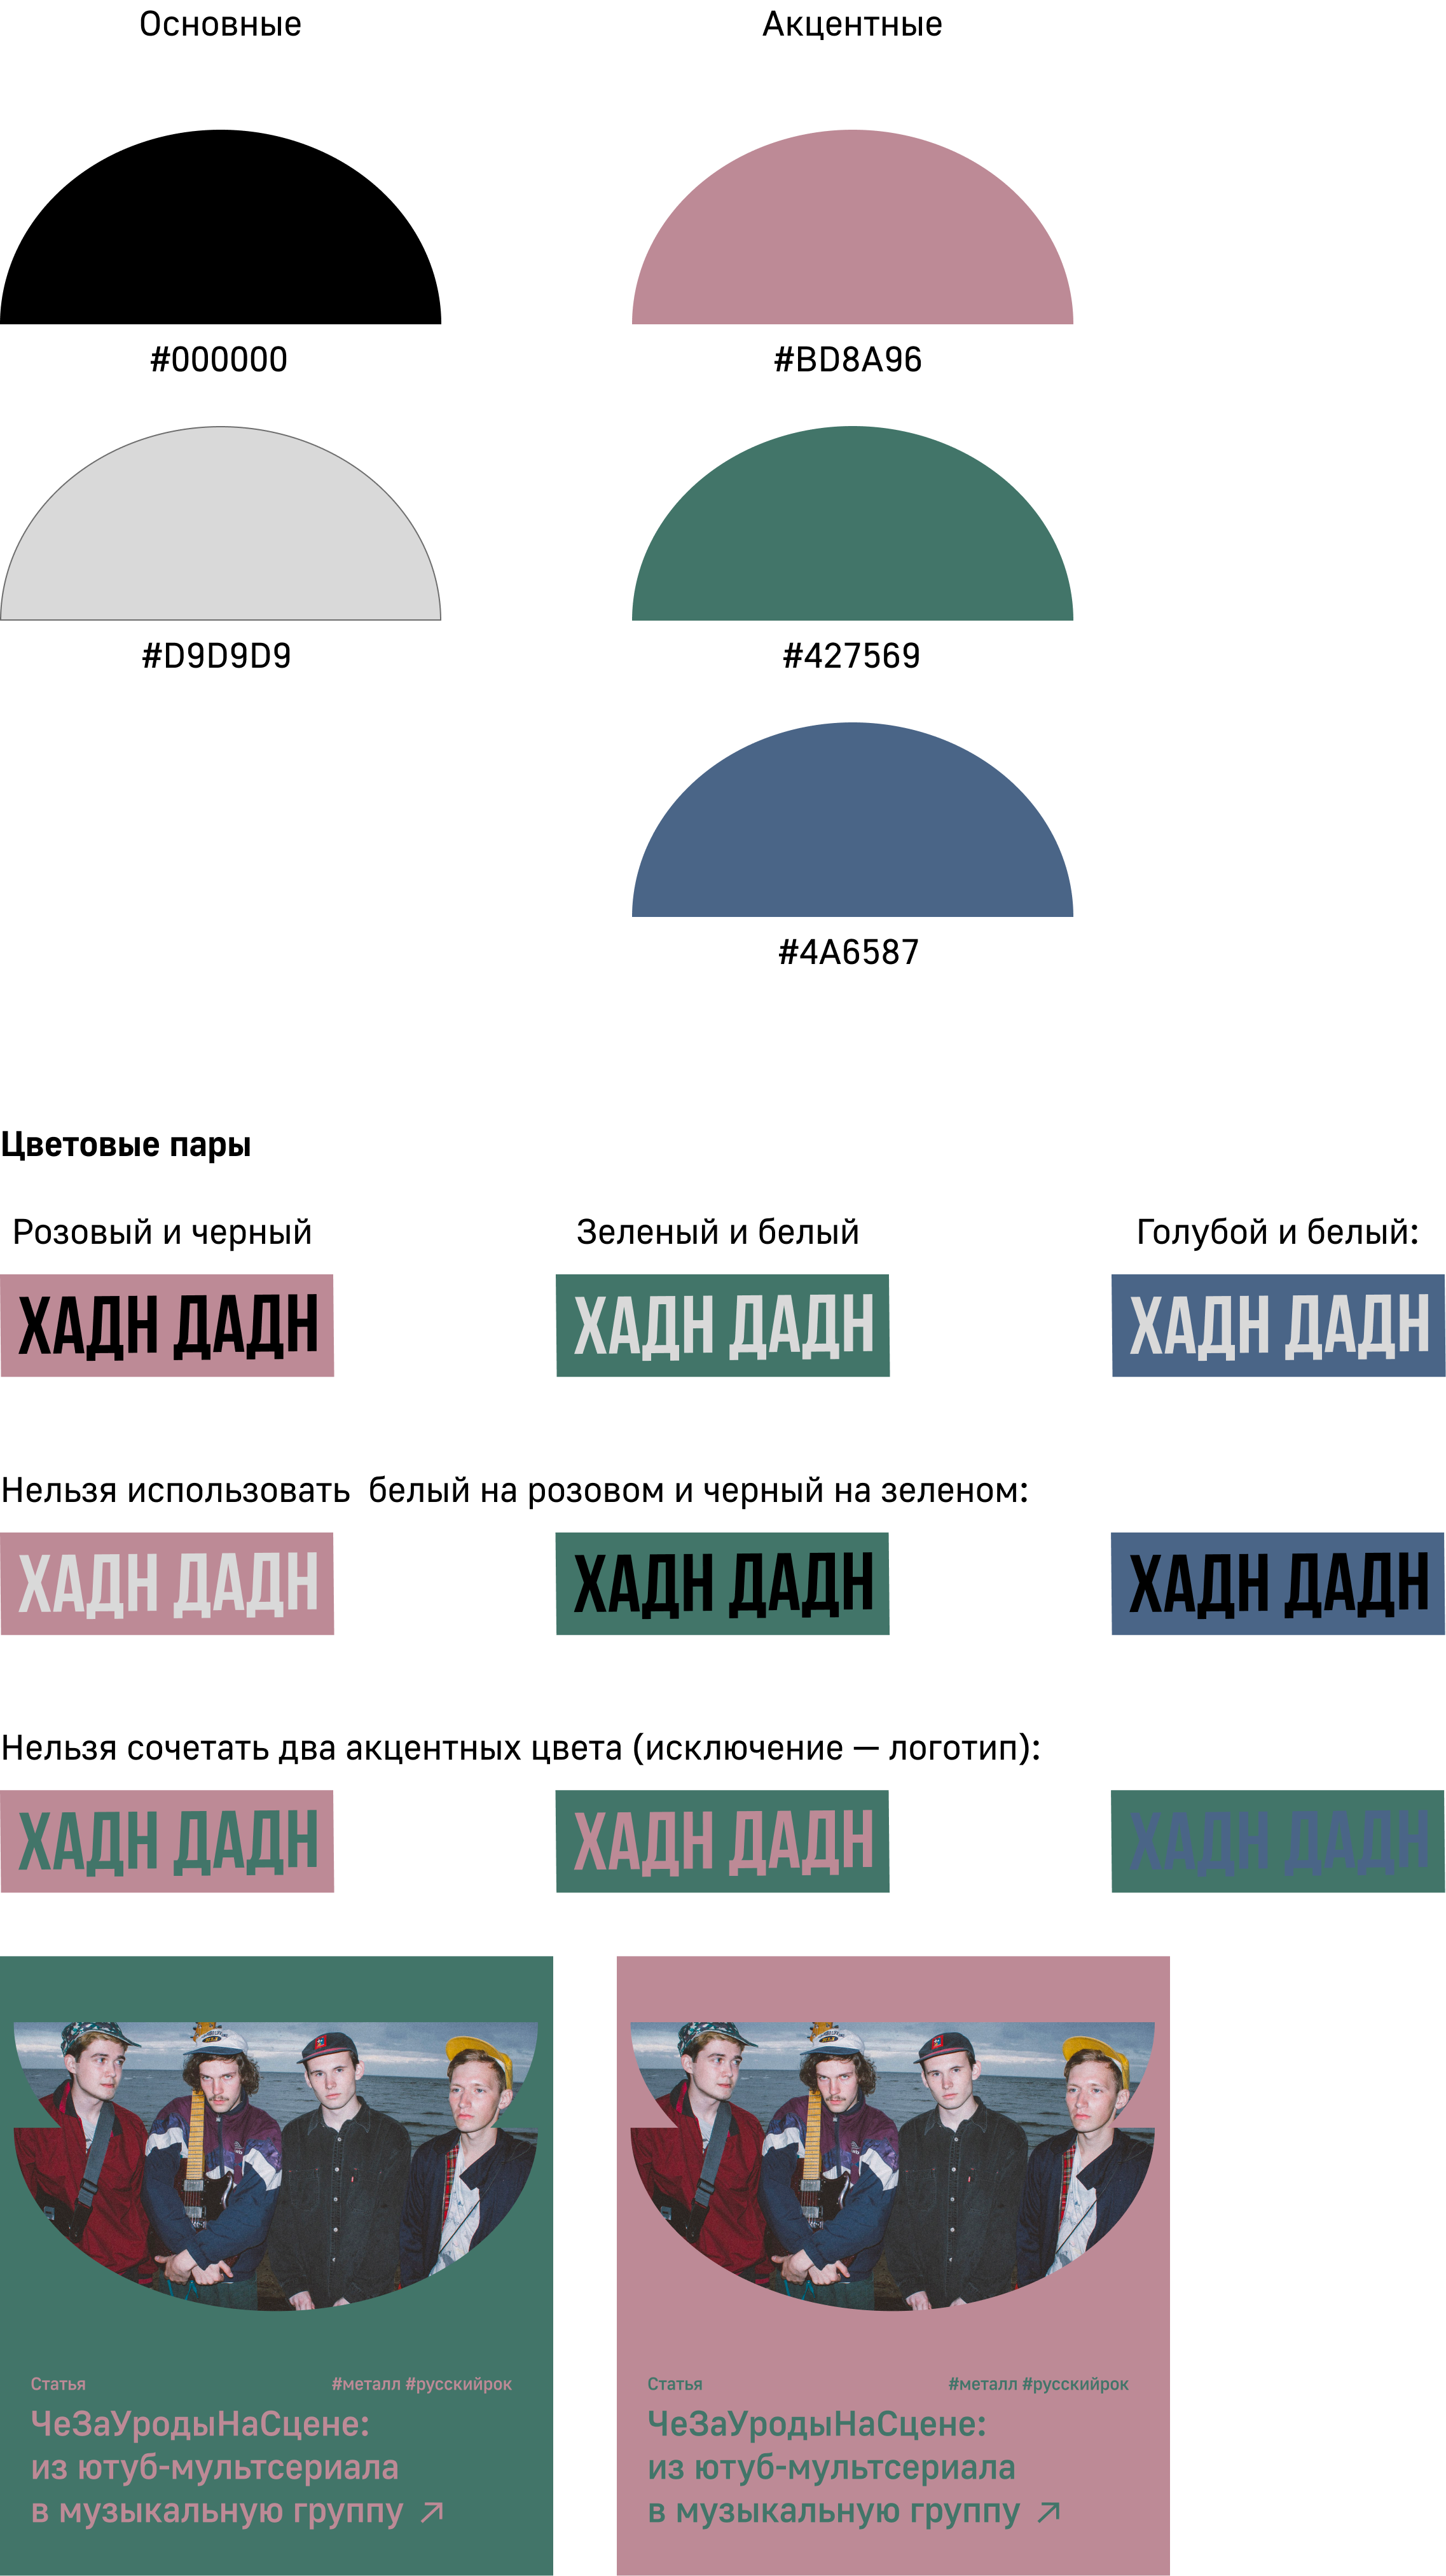 Основные
Акцентные
#000000
#BD8A96
#D9D9D9
#427569
#4A6587
Цветовые пары
Розовый и черный
Зеленый и белый
Голубой и белый:
ХАДН ДАДН
ХАДН ДАДН
ХАДН ДАДН
Нельзя использовать  белый на розовом и черный на зеленом:
ХАДН ДАДН
ХАДН ДАДН
ХАДН ДАДН
Нельзя сочетать два акцентных цвета (исключение — логотип):
ХАДН ДАДН
ХАДН ДАДН
ХАДН ДАДН
Статья
#металл #русскийрок
ЧеЗаУродыНаСцене:
из ютуб-мультсериала
в музыкальную группу ↗
Статья
#металл #русскийрок
ЧеЗаУродыНаСцене:
из ютуб-мультсериала
в музыкальную группу ↗